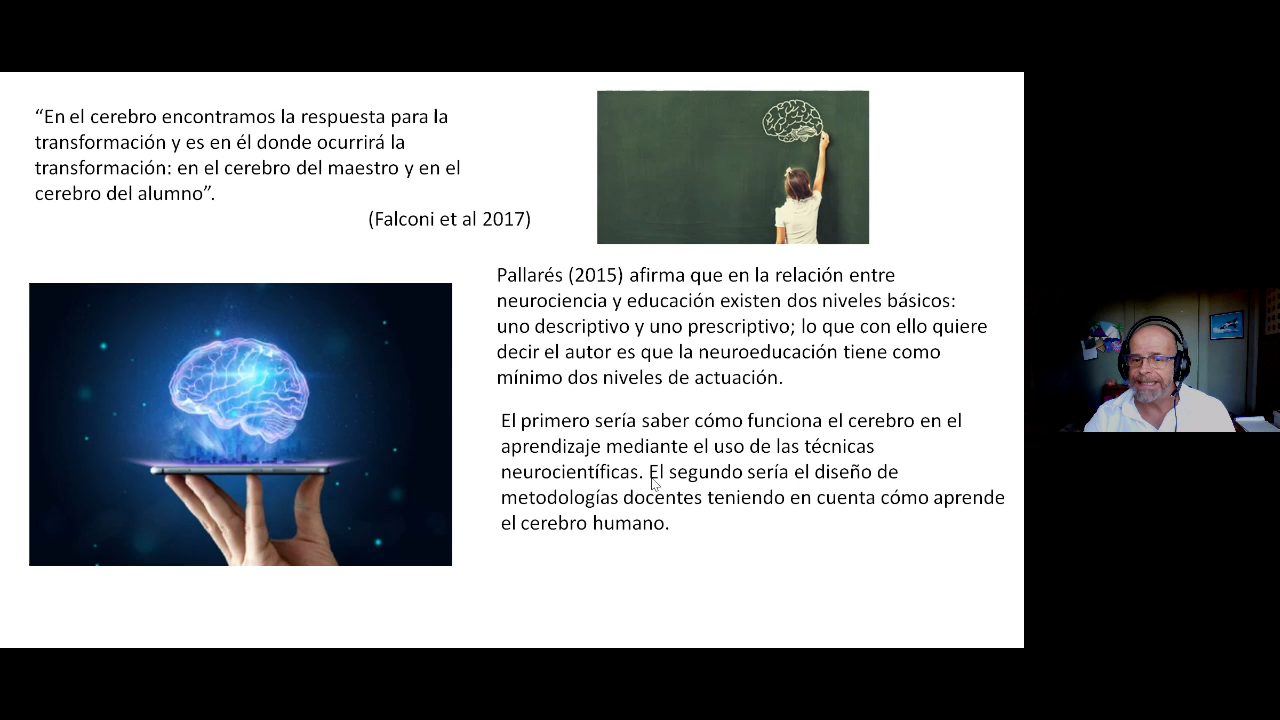 “En el cerebro encontramos la respuesta para la
transformación y es en él donde ocurrirá la
transformación: en el cerebro del maestro y en el
cerebro del alumno”.
(Falconi et al 2017)
Pallarés (2015) afirma que en la relación entre
neurociencia y educación existen dos niveles básicos:
uno descriptivo y uno prescriptivo; lo que con ello quiere
decir el autor es que la neuroeducación tiene como
mínimo dos niveles de actuación.
El primero sería saber cómo funciona el cerebro en el
aprendizaje mediante el uso de las técnicas
neurocientíficas. El segundo sería el diseño de
metodologías docentes teniendo en cuenta cómo aprende
el cerebro humano.